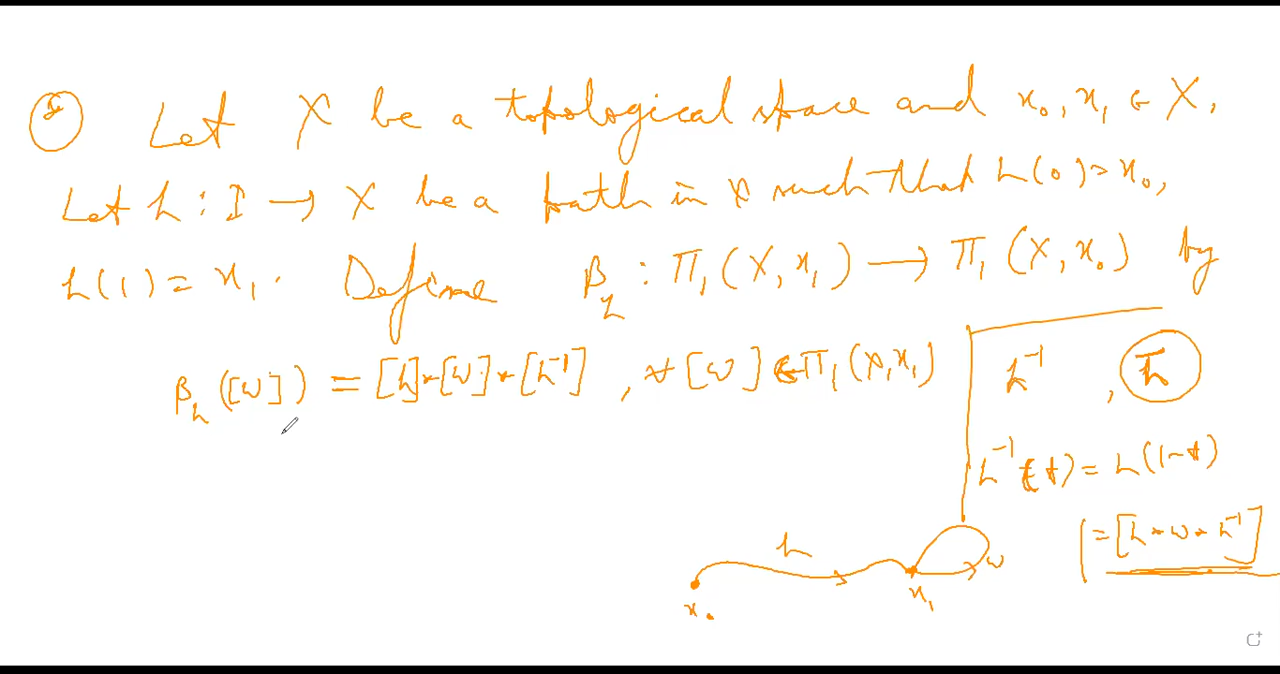 ① Let X be a topological space and x₀, x₁ ∈ X.
Let h : I → X be a path in X such that h(0) = x₀,
h(1) = x₁. Define β_h : Π₁(X, x₁) → Π₁(X, x₀) by
β_h([w]) = [h]*[w]*[h⁻¹], ∀ [w] ∈ Π₁(X, x₁)
h⁻¹, h̄
h⁻¹(t) = h(1-t)
= [h * w * h⁻¹]
h
w
x₀
x₁